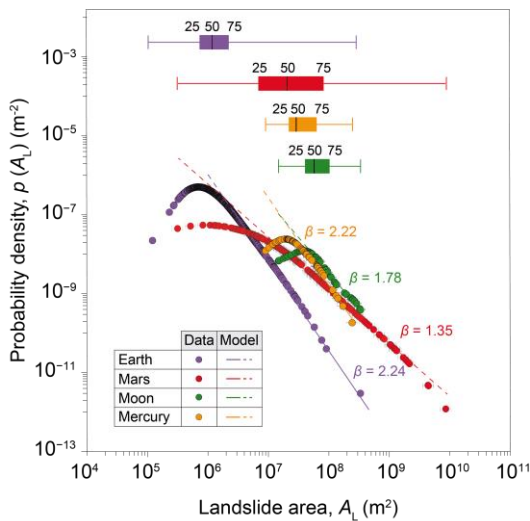 10⁻³
10⁻⁵
10⁻⁷
10⁻⁹
10⁻¹¹
10⁻¹³
Probability density, p (A_L) (m⁻²)
25 50 75
25 50 75
25 50 75
25 50 75
β = 2.22
β = 1.78
β = 1.35
β = 2.24
Data Model
Earth
Mars
Moon
Mercury
10⁴ 10⁵ 10⁶ 10⁷ 10⁸ 10⁹ 10¹⁰ 10¹¹
Landslide area, A_L (m²)